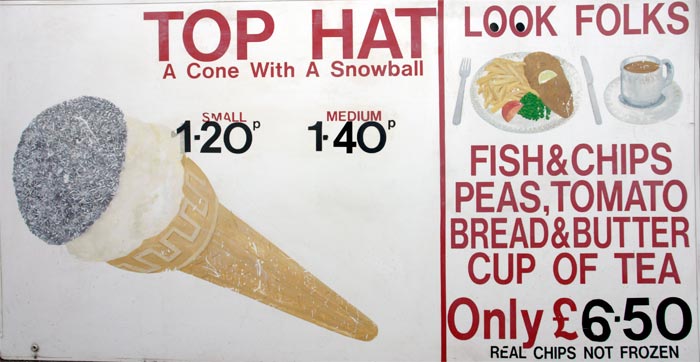 TOP HAT
A Cone With A Snowball
SMALL
1·20p
MEDIUM
1·40p
LOOK FOLKS
FISH&CHIPS
PEAS,TOMATO
BREAD&BUTTER
CUP OF TEA
Only £6·50
REAL CHIPS NOT FROZEN